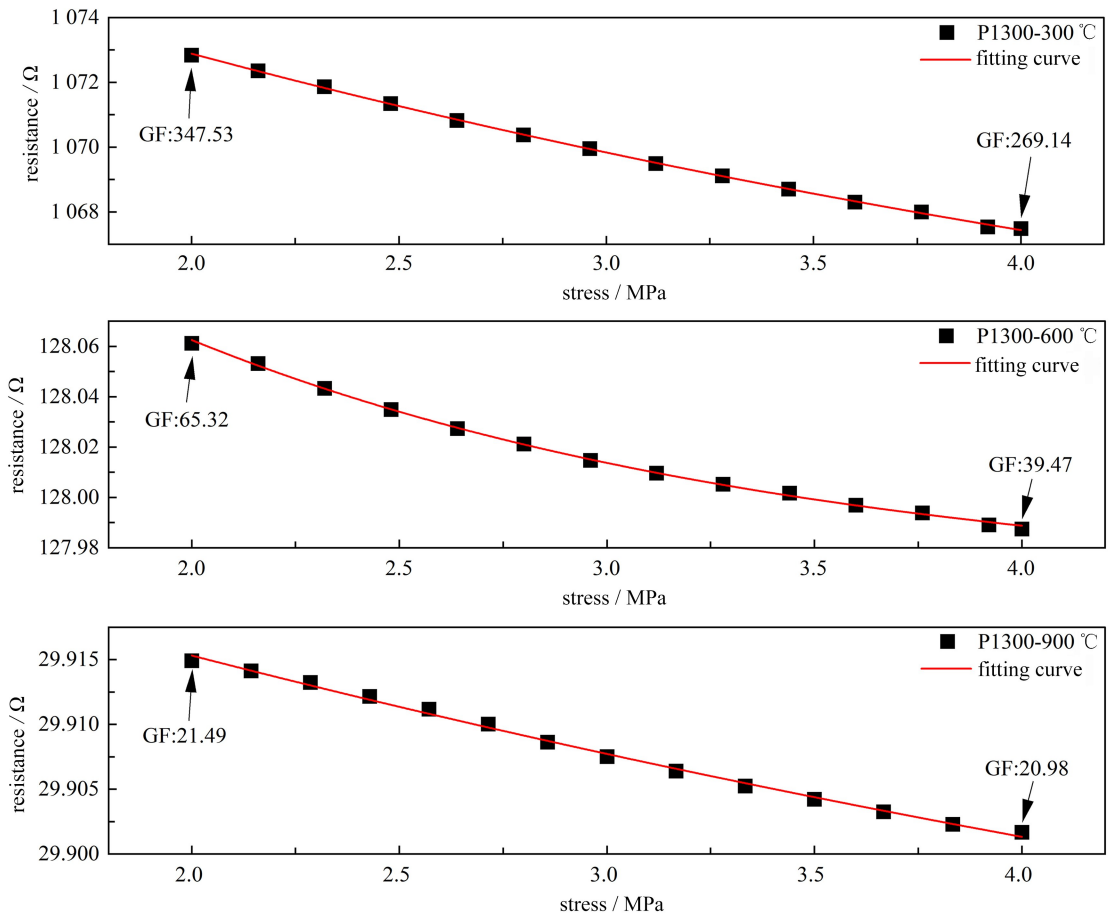 1 074
1 072
1 070
1 068
resistance / Ω
P1300-300 ℃
fitting curve
GF:347.53
GF:269.14
2.0 2.5 3.0 3.5 4.0
stress / MPa
128.06
128.04
128.02
128.00
127.98
resistance / Ω
P1300-600 ℃
fitting curve
GF:65.32
GF:39.47
2.0 2.5 3.0 3.5 4.0
stress / MPa
29.915
29.910
29.905
29.900
resistance / Ω
P1300-900 ℃
fitting curve
GF:21.49
GF:20.98
2.0 2.5 3.0 3.5 4.0
stress / MPa